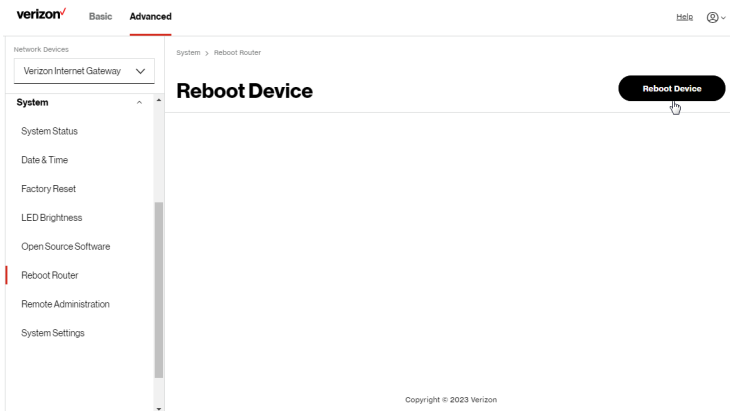 verizon
Basic
Advanced
Help
Network Devices
Verizon Internet Gateway
System
System Status
Date & Time
Factory Reset
LED Brightness
Open Source Software
Reboot Router
Remote Administration
System Settings
System > Reboot Router
Reboot Device
Reboot Device
Copyright © 2023 Verizon